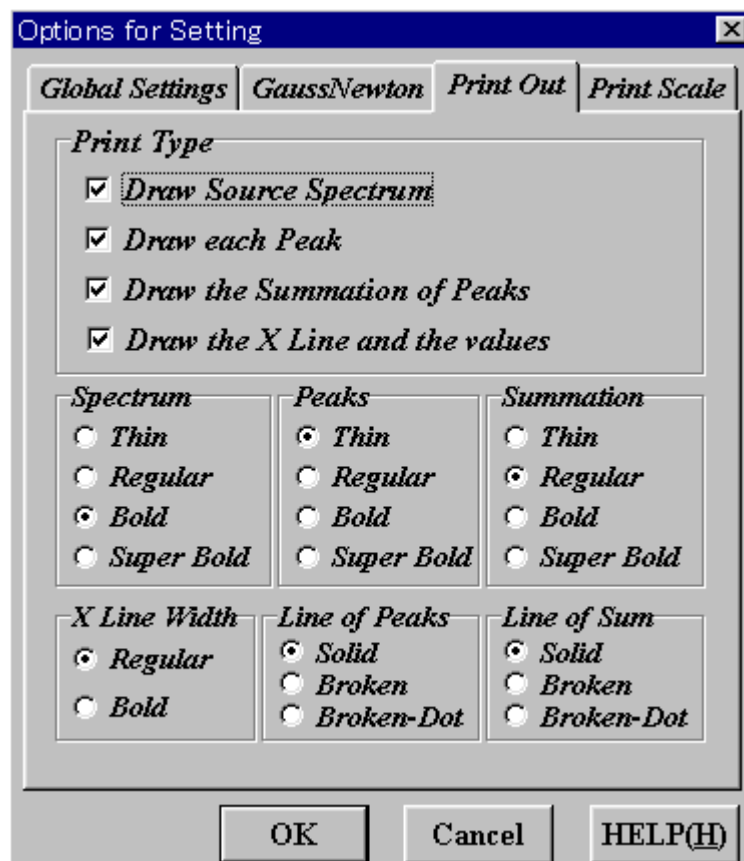 Options for Setting
Global Settings GaussNewton Print Out Print Scale
Print Type
Draw Source Spectrum
Draw each Peak
Draw the Summation of Peaks
Draw the X Line and the values
Spectrum
Thin
Regular
Bold
Super Bold
Peaks
Thin
Regular
Bold
Super Bold
Summation
Thin
Regular
Bold
Super Bold
X Line Width
Regular
Bold
Line of Peaks
Solid
Broken
Broken-Dot
Line of Sum
Solid
Broken
Broken-Dot
OK Cancel HELP(H)